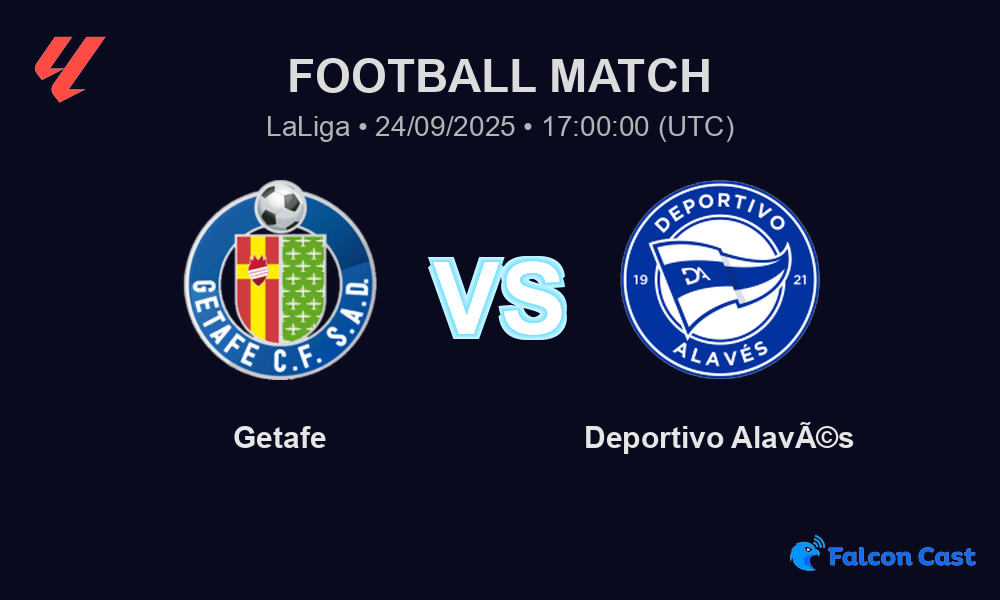 FOOTBALL MATCH
LaLiga • 24/09/2025 • 17:00:00 (UTC)
GETAFE C.F. S.A.D.
VS
DEPORTIVO
19 DA 21
ALAVÉS
Getafe
Deportivo AlavÃ©s
Falcon Cast